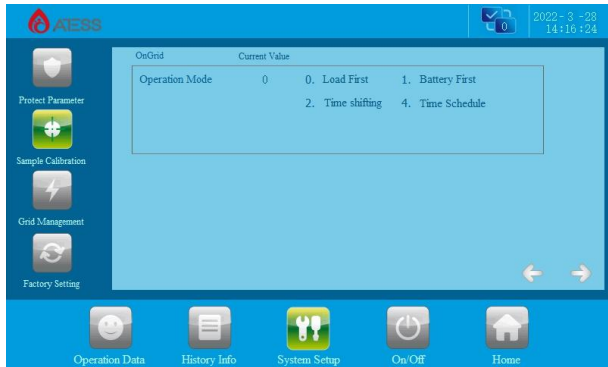 ATESS
0
2022- 3 -28
14:16:24
OnGrid Current Value
Operation Mode 0 0. Load First 1. Battery First
2. Time shifting 4. Time Schedule
Protect Parameter
Sample Calibration
Grid Management
Factory Setting
Operation Data History Info System Setup On/Off Home